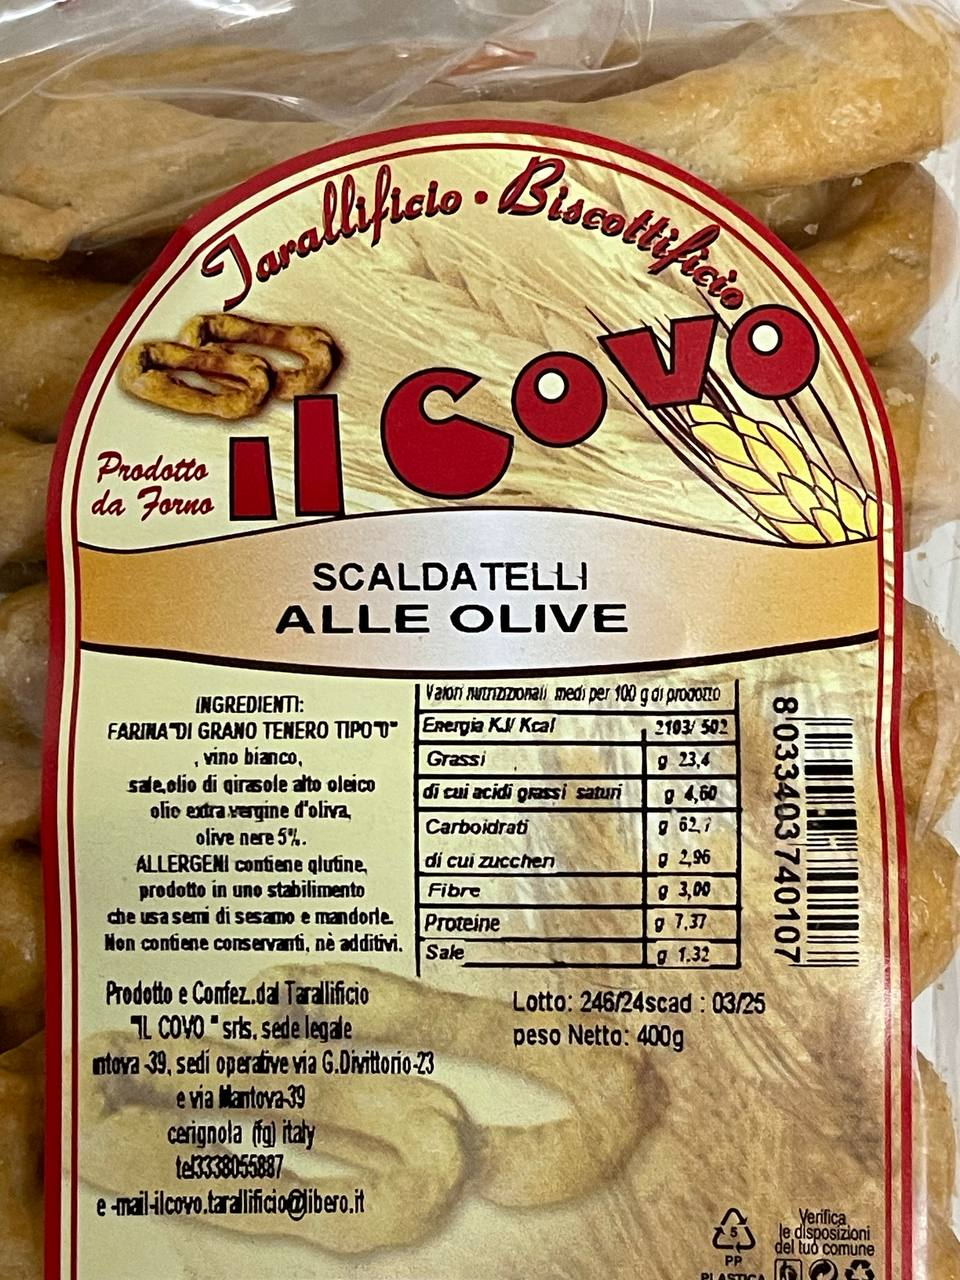 Tarallificio • Biscottificio
il Covo
Prodotto
da Forno
SCALDATELLI
ALLE OLIVE
INGREDIENTI:
FARINA"DI GRANO TENERO TIPO"0"
, vino bianco,
sale,olio di girasole alto oleico
olio extra vergine d'oliva,
olive nere 5%.
ALLERGENI contiene glutine,
prodotto in uno stabilimento
che usa semi di sesamo e mandorle.
Non contiene conservanti, nè additivi.
Valori nutrizizionali medi per 100 g di prodotto
Energia KJ/ Kcal 2103/ 502
Grassi g 23,4
di cui acidi grassi saturi g 4,60
Carboidrati g 62,
di cui zuccheri g 2,96
Fibre g 3,00
Proteine g 7,37
Sale g 1.32
8033403740107
Prodotto e Confez..dal Tarallificio
"IL COVO " srls, sede legale
ntova -39, sedi operative via G.Divittorio-23
e via Mantova-39
cerignola (fg) italy
tel3338055887
e -mail-ilcovo.tarallificio@libero.it
Lotto: 246/24scad : 03/25
peso Netto: 400g
5
PP
PLASTICA
Verifica
le disposizioni
del tuo comune